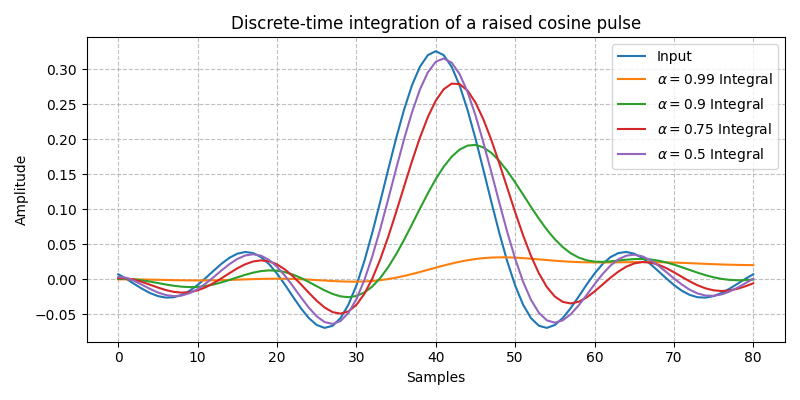 Discrete-time integration of a raised cosine pulse
Amplitude
0.30
0.25
0.20
0.15
0.10
0.05
0.00
−0.05
0 10 20 30 40 50 60 70 80
Samples
Input
α = 0.99 Integral
α = 0.9 Integral
α = 0.75 Integral
α = 0.5 Integral